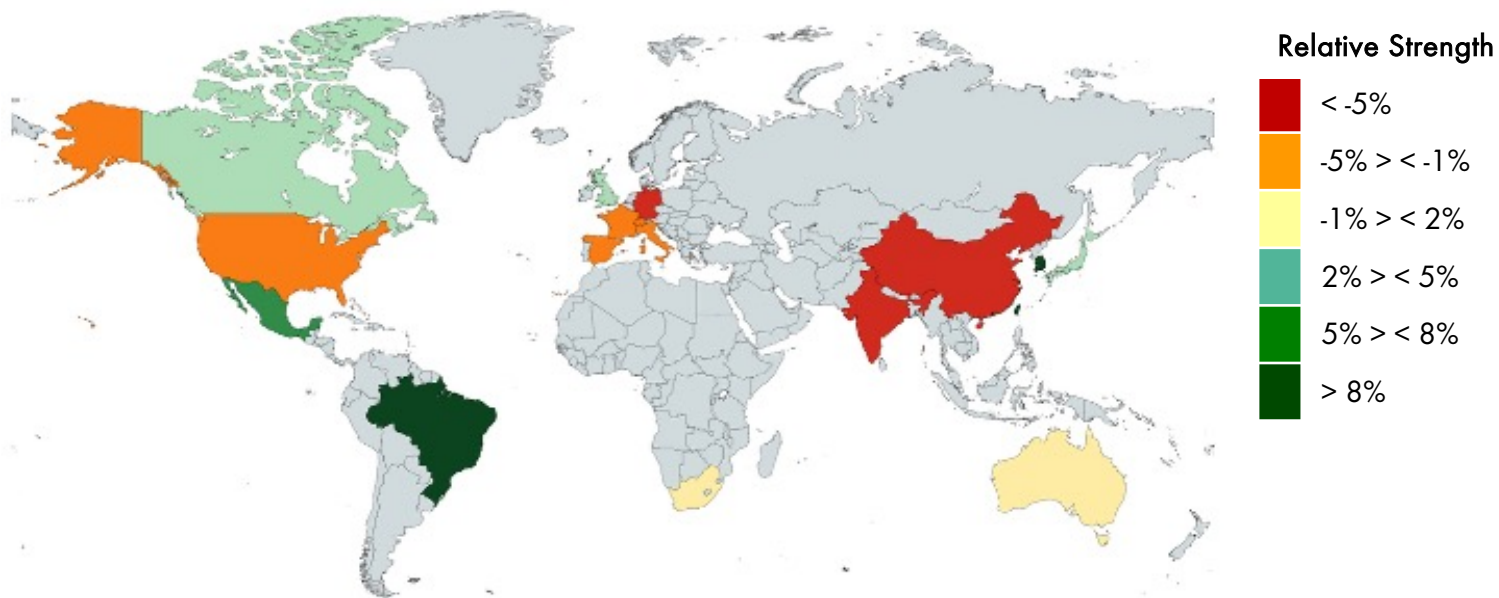 Relative Strength
< -5%
-5% > < -1%
-1% > < 2%
2% > < 5%
5% > < 8%
> 8%